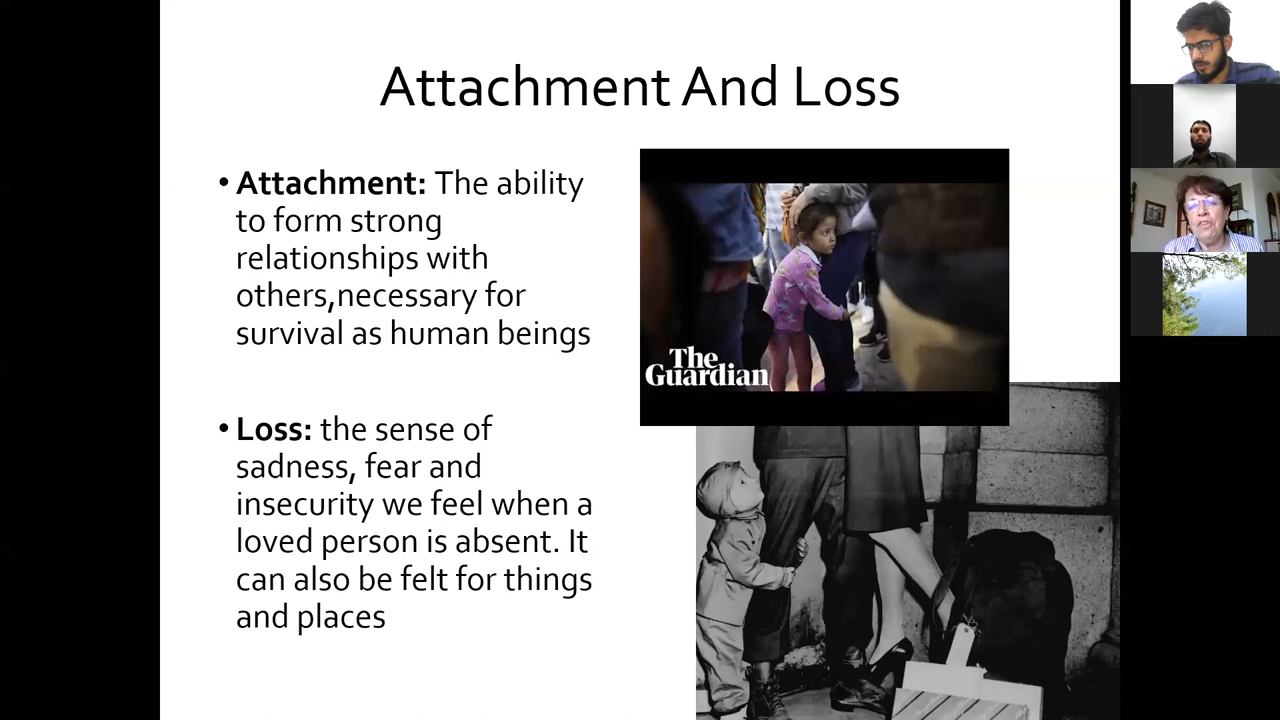 Attachment And Loss
• Attachment: The ability
to form strong
relationships with
others,necessary for
survival as human beings
• Loss: the sense of
sadness, fear and
insecurity we feel when a
loved person is absent. It
can also be felt for things
and places
The
Guardian